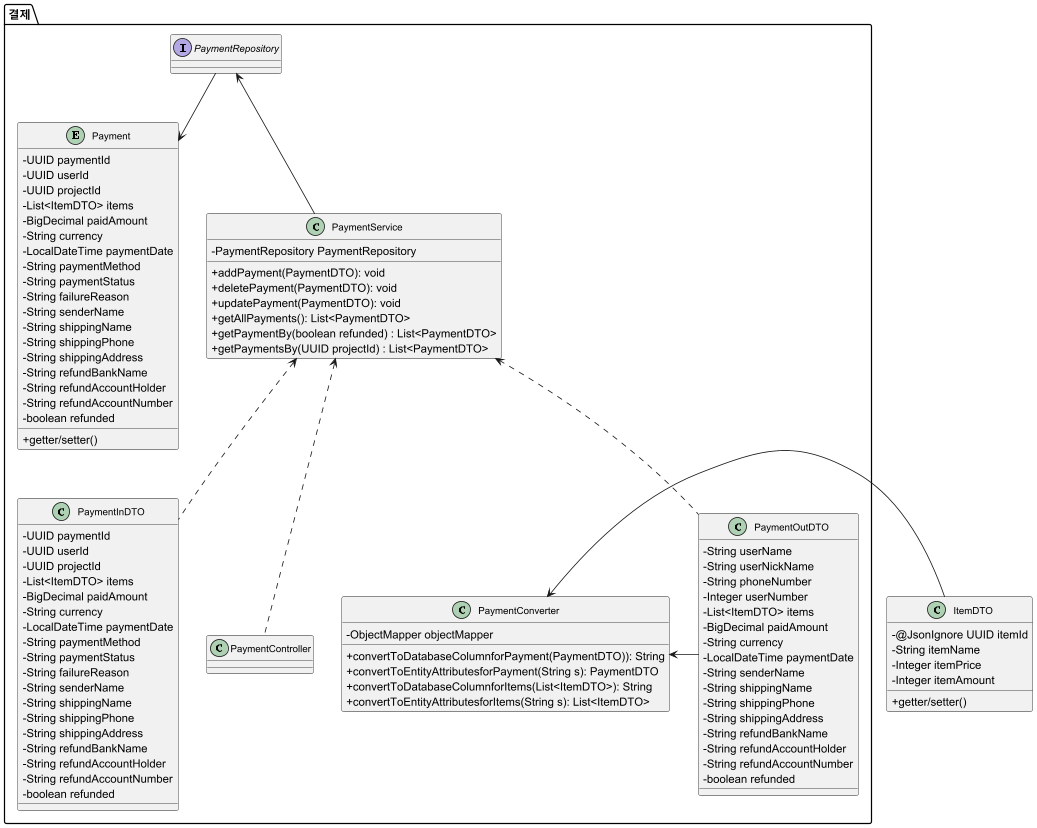 결제
I PaymentRepository
E Payment
-UUID paymentId
-UUID userId
-UUID projectId
-List<ItemDTO> items
-BigDecimal paidAmount
-String currency
-LocalDateTime paymentDate
-String paymentMethod
-String paymentStatus
-String failureReason
-String senderName
-String shippingName
-String shippingPhone
-String shippingAddress
-String refundBankName
-String refundAccountHolder
-String refundAccountNumber
-boolean refunded
+getter/setter()
C PaymentService
-PaymentRepository PaymentRepository
+addPayment(PaymentDTO): void
+deletePayment(PaymentDTO): void
+updatePayment(PaymentDTO): void
+getAllPayments(): List<PaymentDTO>
+getPaymentBy(boolean refunded) : List<PaymentDTO>
+getPaymentsBy(UUID projectId) : List<PaymentDTO>
C PaymentInDTO
-UUID paymentId
-UUID userId
-UUID projectId
-List<ItemDTO> items
-BigDecimal paidAmount
-String currency
-LocalDateTime paymentDate
-String paymentMethod
-String paymentStatus
-String failureReason
-String senderName
-String shippingName
-String shippingPhone
-String shippingAddress
-String refundBankName
-String refundAccountHolder
-String refundAccountNumber
-boolean refunded
C PaymentController
C PaymentConverter
-ObjectMapper objectMapper
+convertToDatabaseColumnforPayment(PaymentDTO)): String
+convertToEntityAttributesforPayment(String s): PaymentDTO
+convertToDatabaseColumnforItems(List<ItemDTO>): String
+convertToEntityAttributesforItems(String s): List<ItemDTO>
C PaymentOutDTO
-String userName
-String userNickName
-String phoneNumber
-Integer userNumber
-List<ItemDTO> items
-BigDecimal paidAmount
-String currency
-LocalDateTime paymentDate
-String senderName
-String shippingName
-String shippingPhone
-String shippingAddress
-String refundBankName
-String refundAccountHolder
-String refundAccountNumber
-boolean refunded
C ItemDTO
-@JsonIgnore UUID itemId
-String itemName
-Integer itemPrice
-Integer itemAmount
+getter/setter()